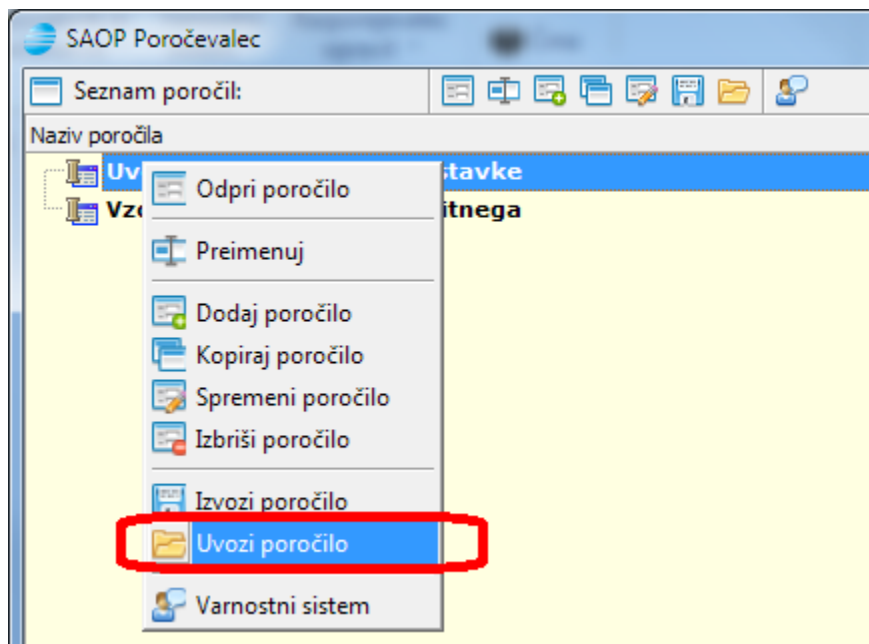 SAOP Poročevalec
Seznam poročil:
Naziv poročila
stavke
itnega
Odpri poročilo
Preimenuj
Dodaj poročilo
Kopiraj poročilo
Spremeni poročilo
Izbriši poročilo
Izvozi poročilo
Uvozi poročilo
Varnostni sistem